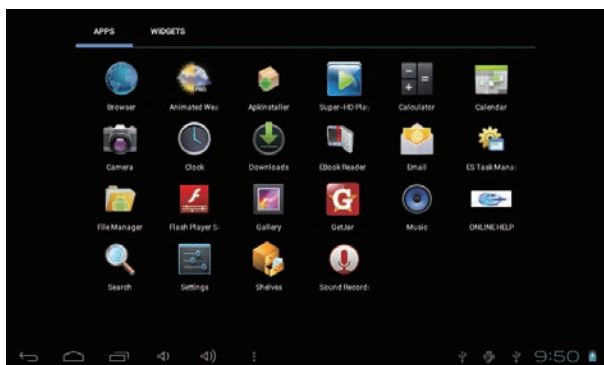 APPS WIDGETS
Browser Animated Wea ApkInstaller Super-HD Play Calculator Calendar
PRO
Camera Clock Downloads EBook Reader Email ES Task Mana
File Manager Flash Player S Gallery GetJar Music ONLINE HELP
Search Settings Shelves Sound Record
9:50